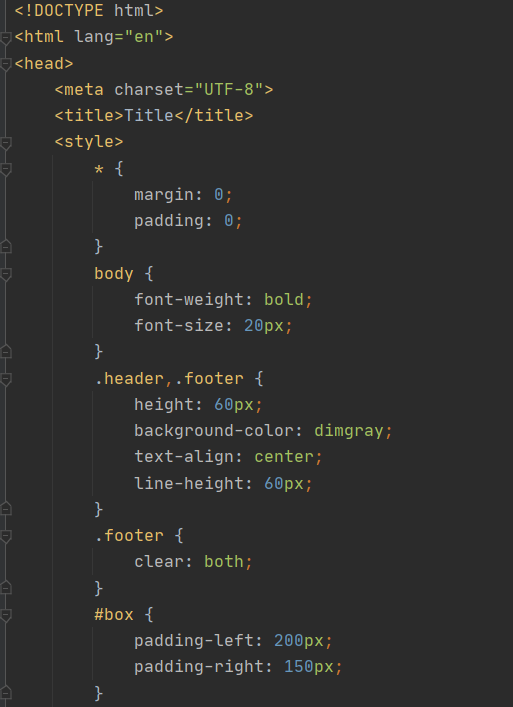 <!DOCTYPE html>
<html lang="en">
<head>
    <meta charset="UTF-8">
    <title>Title</title>
    <style>
        * {
            margin: 0;
            padding: 0;
        }
        body {
            font-weight: bold;
            font-size: 20px;
        }
        .header,.footer {
            height: 60px;
            background-color: dimgray;
            text-align: center;
            line-height: 60px;
        }
        .footer {
            clear: both;
        }
        #box {
            padding-left: 200px;
            padding-right: 150px;
        }